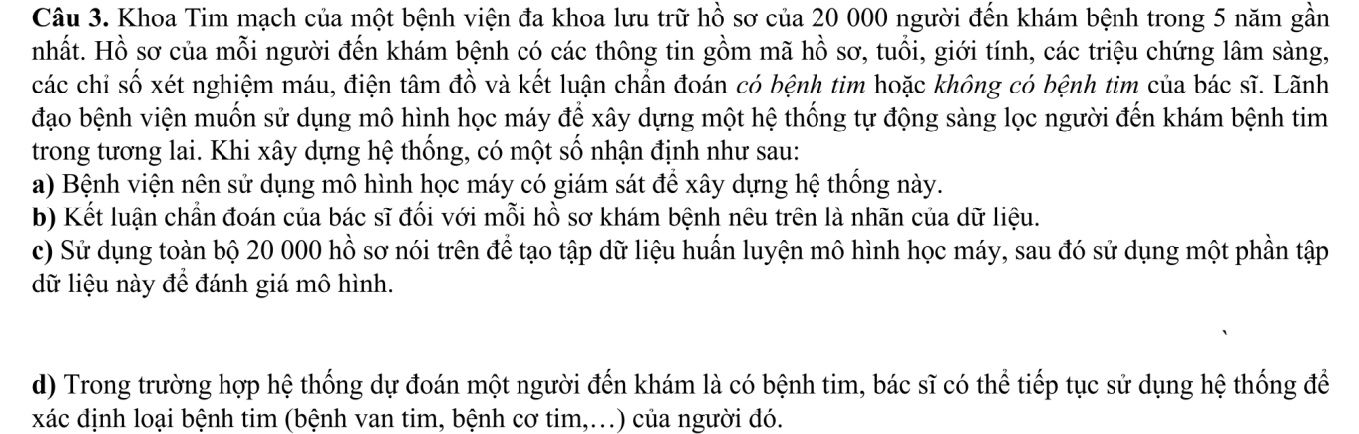 Câu 3. Khoa Tim mạch của một bệnh viện đa khoa lưu trữ hồ sơ của 20 000 người đến khám bệnh trong 5 năm gần
nhất. Hồ sơ của mỗi người đến khám bệnh có các thông tin gồm mã hồ sơ, tuổi, giới tính, các triệu chứng lâm sàng,
các chỉ số xét nghiệm máu, điện tâm đồ và kết luận chẩn đoán có bệnh tim hoặc không có bệnh tim của bác sĩ. Lãnh
đạo bệnh viện muốn sử dụng mô hình học máy để xây dựng một hệ thống tự động sàng lọc người đến khám bệnh tim
trong tương lai. Khi xây dựng hệ thống, có một số nhận định như sau:
a) Bệnh viện nên sử dụng mô hình học máy có giám sát để xây dựng hệ thống này.
b) Kết luận chẩn đoán của bác sĩ đối với mỗi hồ sơ khám bệnh nêu trên là nhãn của dữ liệu.
c) Sử dụng toàn bộ 20 000 hồ sơ nói trên để tạo tập dữ liệu huấn luyện mô hình học máy, sau đó sử dụng một phần tập
dữ liệu này để đánh giá mô hình.
d) Trong trường hợp hệ thống dự đoán một người đến khám là có bệnh tim, bác sĩ có thể tiếp tục sử dụng hệ thống để
xác định loại bệnh tim (bệnh van tim, bệnh cơ tim,…) của người đó.